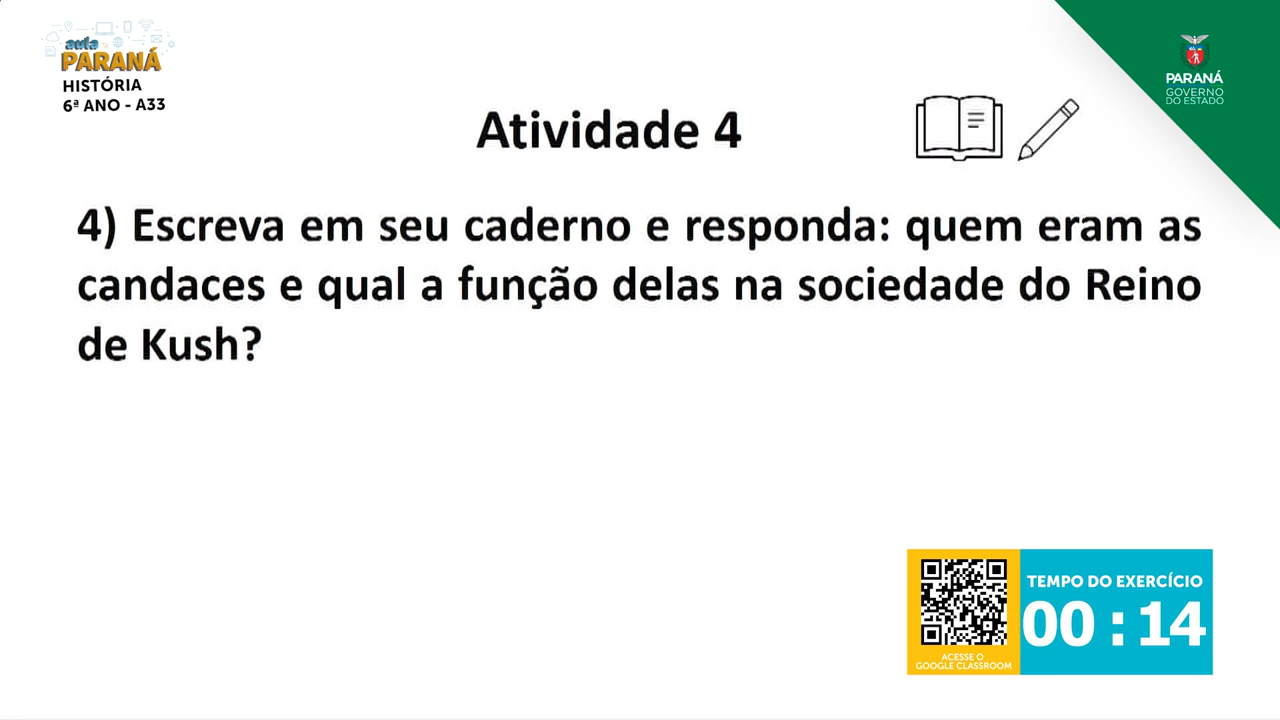 aula
PARANÁ
HISTÓRIA
6ª ANO - A33
PARANÁ
GOVERNO
DO ESTADO
Atividade 4
4) Escreva em seu caderno e responda: quem eram as
candaces e qual a função delas na sociedade do Reino
de Kush?
TEMPO DO EXERCÍCIO
00 : 14
ACESSE O
GOOGLE CLASSROOM